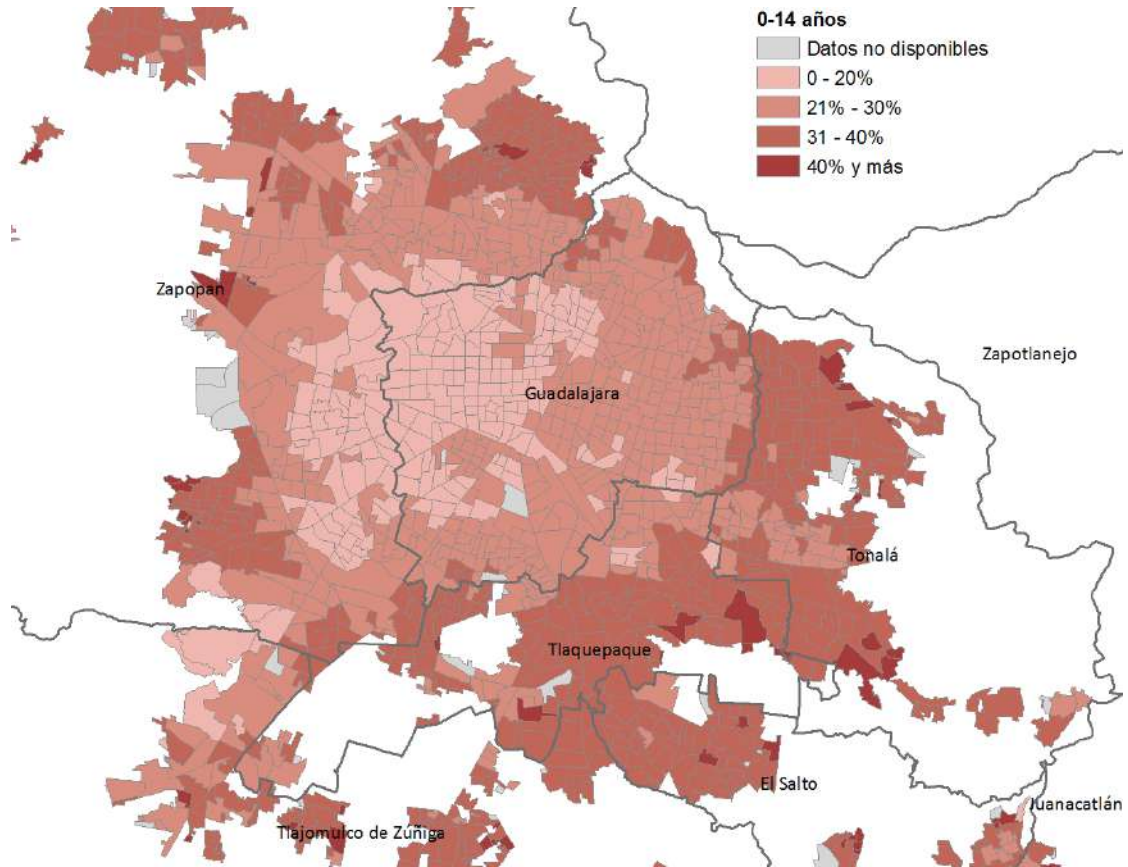 0-14 años
Datos no disponibles
0 - 20%
21% - 30%
31 - 40%
40% y más
Zapopan
Zapotlanejo
Guadalajara
Tonalá
Tlaquepaque
El Salto
Juanacatlán
Tlajomulco de Zúñiga